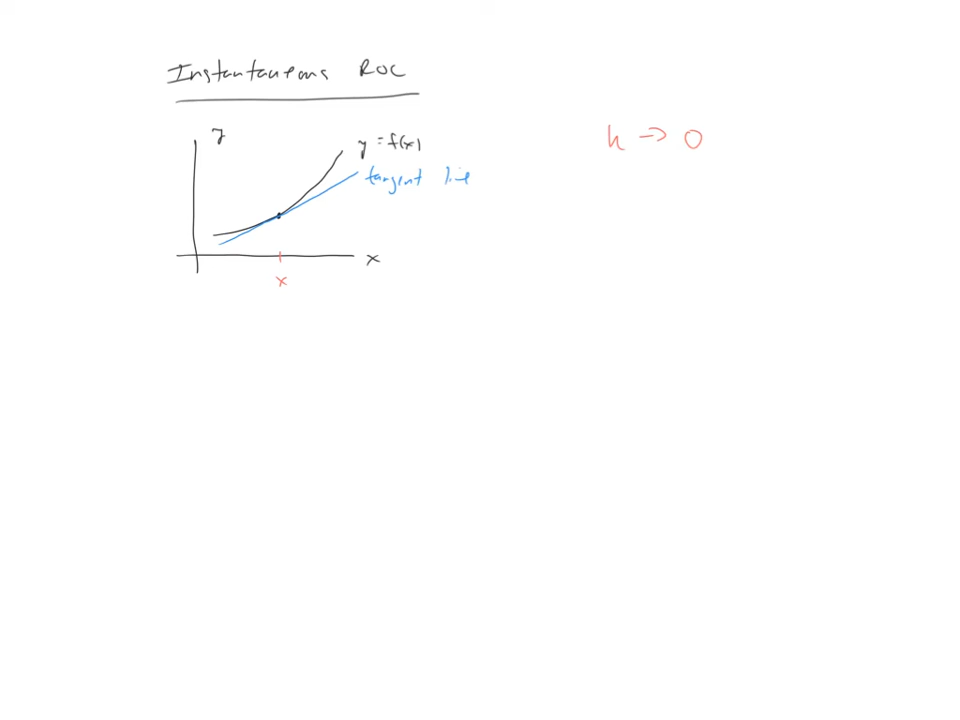 Instantaneous ROC
y
y = f(x)
h → 0
tangent line
x
x